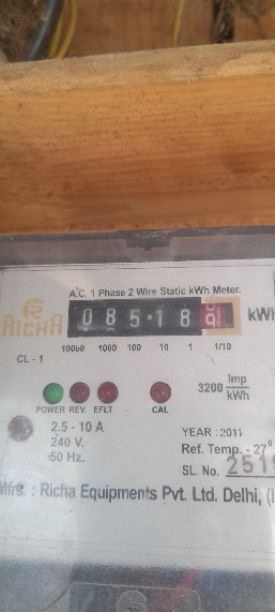 A.C. 1 Phase 2 Wire Static kWh Meter.
RICHA
085187
kWh
10000 1000 100 10 1 1/10
CL - 1
3200 Imp/kWh
POWER REV. EFLT CAL
2.5 - 10 A
240 V.
50 Hz.
YEARR : 2011
Ref. Temp. - 27°
SL. No. 251
Mfrs. : Richa Equipments Pvt. Ltd. Delhi, (I